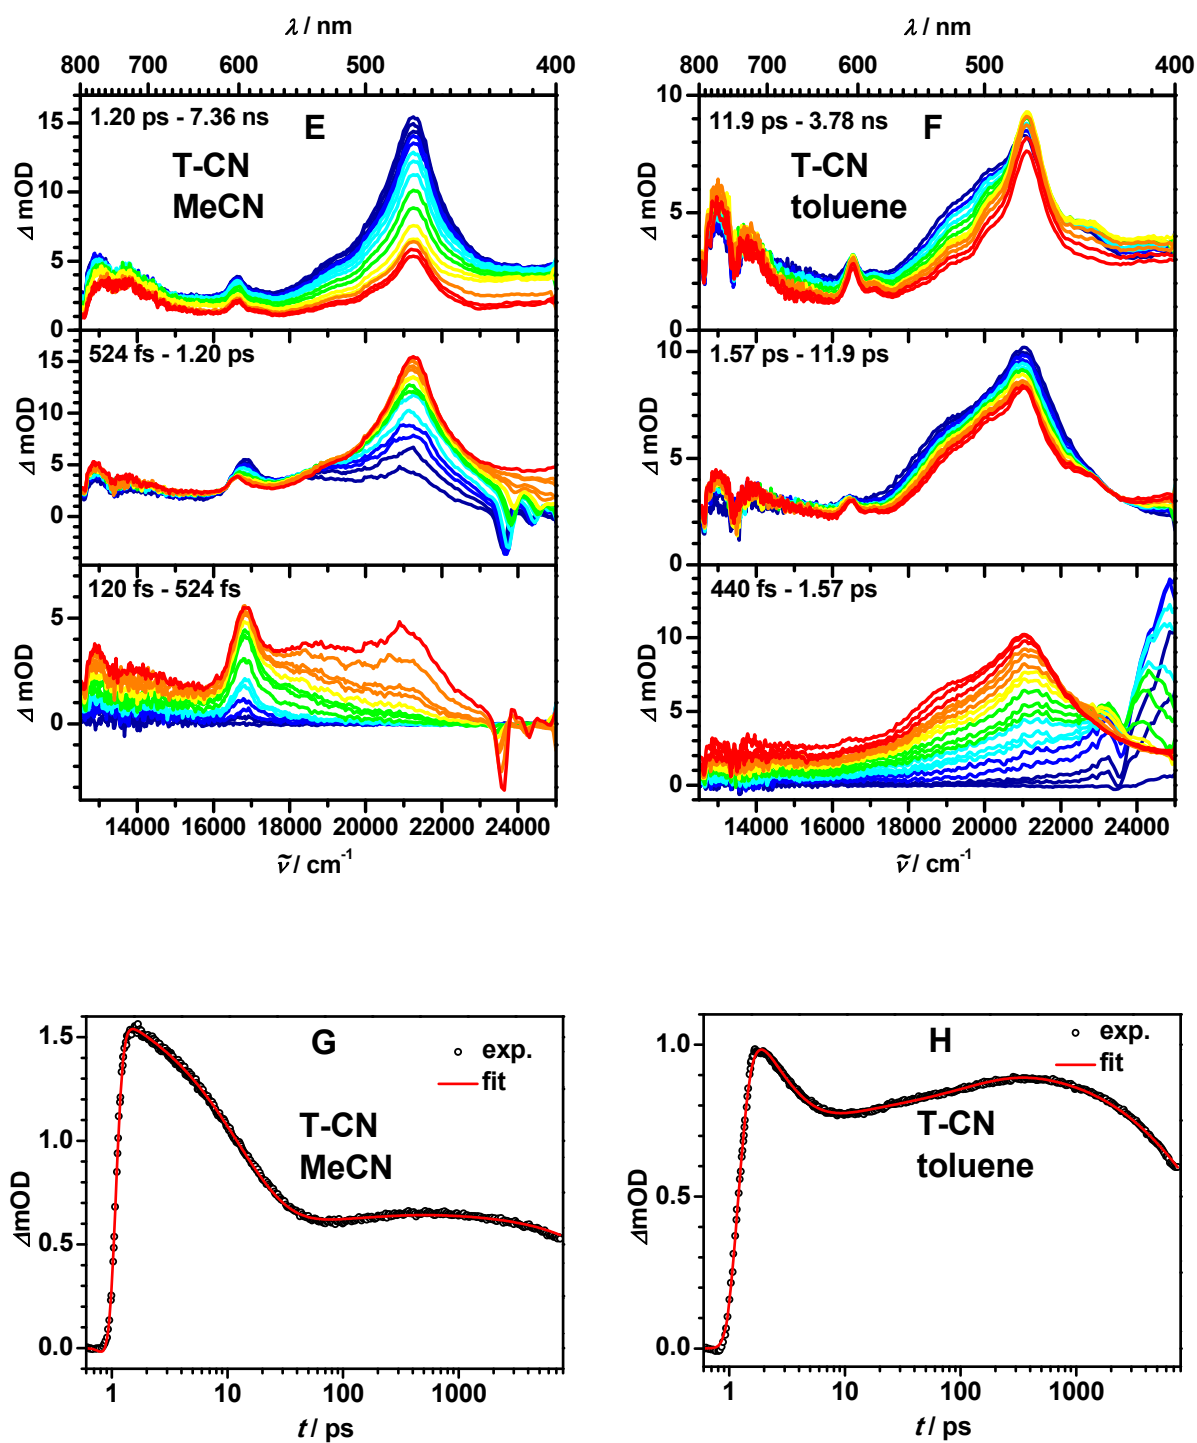 λ / nm
800 700 600 500 400
1.20 ps - 7.36 ns
E
T-CN
MeCN
Δ mOD
15
10
5
0
524 fs - 1.20 ps
Δ mOD
15
10
5
0
120 fs - 524 fs
Δ mOD
5
0
14000 16000 18000 20000 22000 24000
ṽ / cm⁻¹
λ / nm
800 700 600 500 400
11.9 ps - 3.78 ns
F
T-CN
toluene
Δ mOD
10
5
0
1.57 ps - 11.9 ps
Δ mOD
10
5
0
440 fs - 1.57 ps
Δ mOD
10
5
0
14000 16000 18000 20000 22000 24000
ṽ / cm⁻¹
G
exp.
fit
T-CN
MeCN
ΔmOD
1.5
1.0
0.5
0.0
1 10 100 1000
t / ps
H
exp.
fit
T-CN
toluene
ΔmOD
1.0
0.5
0.0
1 10 100 1000
t / ps